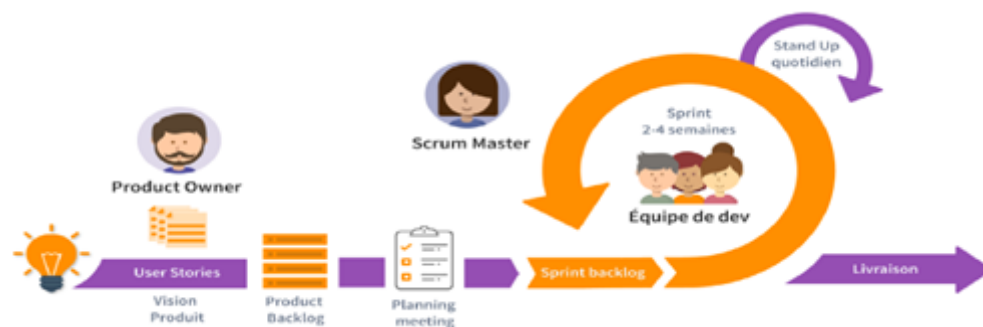 Stand Up
quotidien
Scrum Master
Sprint
2-4 semaines
Product Owner
Équipe de dev
User Stories
Sprint backlog
Livraison
Vision
Produit
Product
Backlog
Planning
meeting